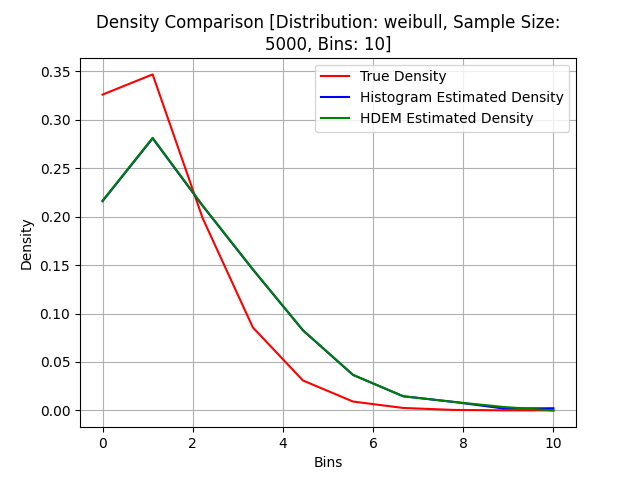 Density Comparison [Distribution: weibull, Sample Size:
5000, Bins: 10]
True Density
Histogram Estimated Density
HDEM Estimated Density
Density
0.35
0.30
0.25
0.20
0.15
0.10
0.05
0.00
0 2 4 6 8 10
Bins